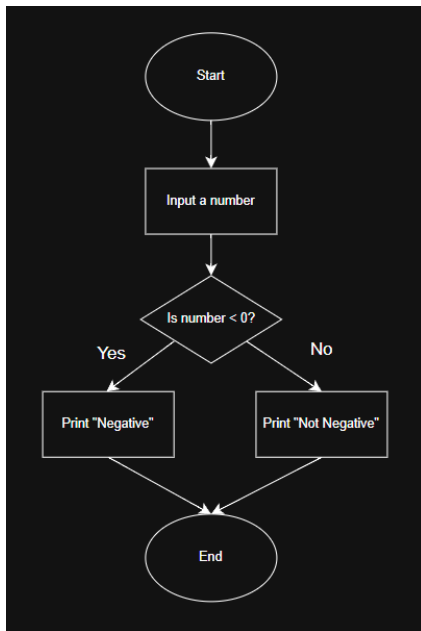 Start
Input a number
Is number < 0?
Yes
No
Print "Negative"
Print "Not Negative"
End